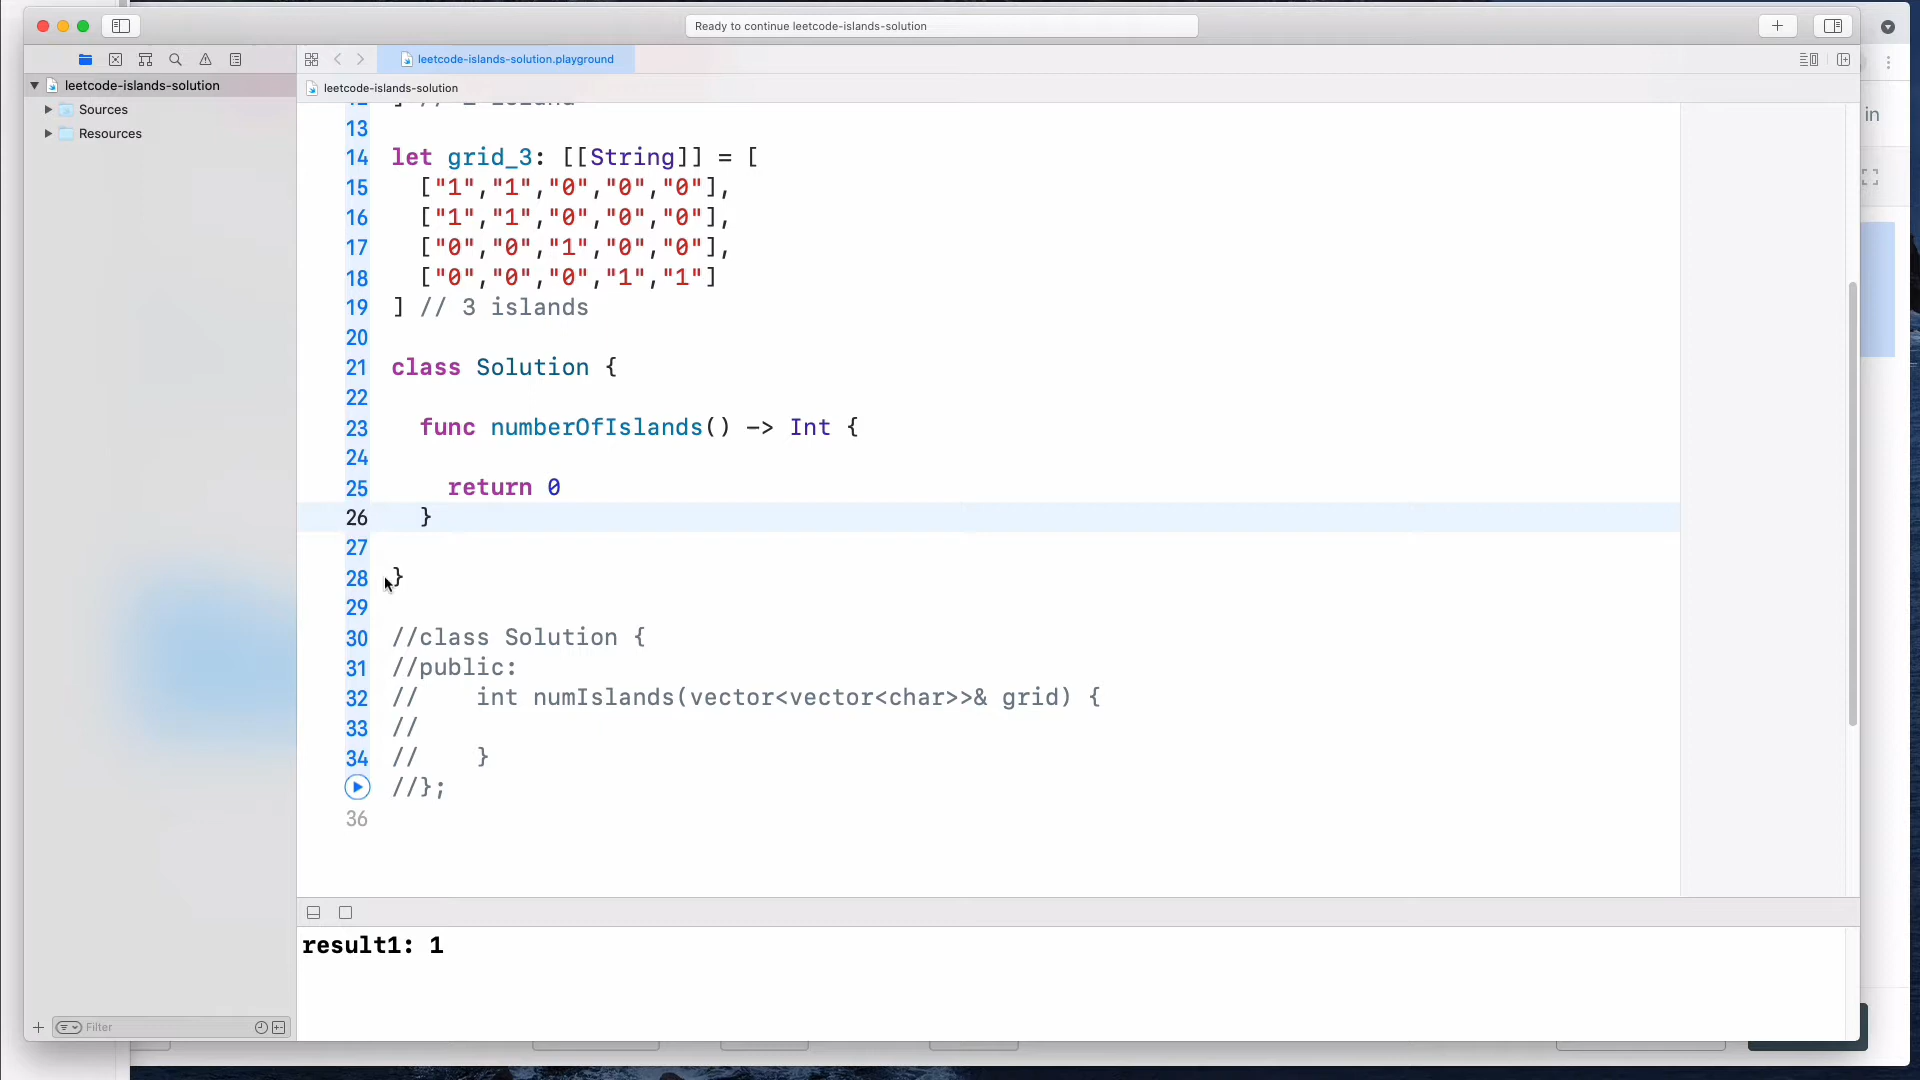 Ready to continue leetcode-islands-solution
leetcode-islands-solution.playground
leetcode-islands-solution
leetcode-islands-solution
Sources
Resources
in
13
14 let grid_3: [[String]] = [
15 ["1","1","0","0","0"],
16 ["1","1","0","0","0"],
17 ["0","0","1","0","0"],
18 ["0","0","0","1","1"]
19 ] // 3 islands
20
21 class Solution {
22
23 func numberOfIslands() -> Int {
24
25 return 0
26 }
27
28 }
29
30 //class Solution {
31 //public:
32 // int numIslands(vector<vector<char>>& grid) {
33 //
34 // }
//};
36
result1: 1
Filter